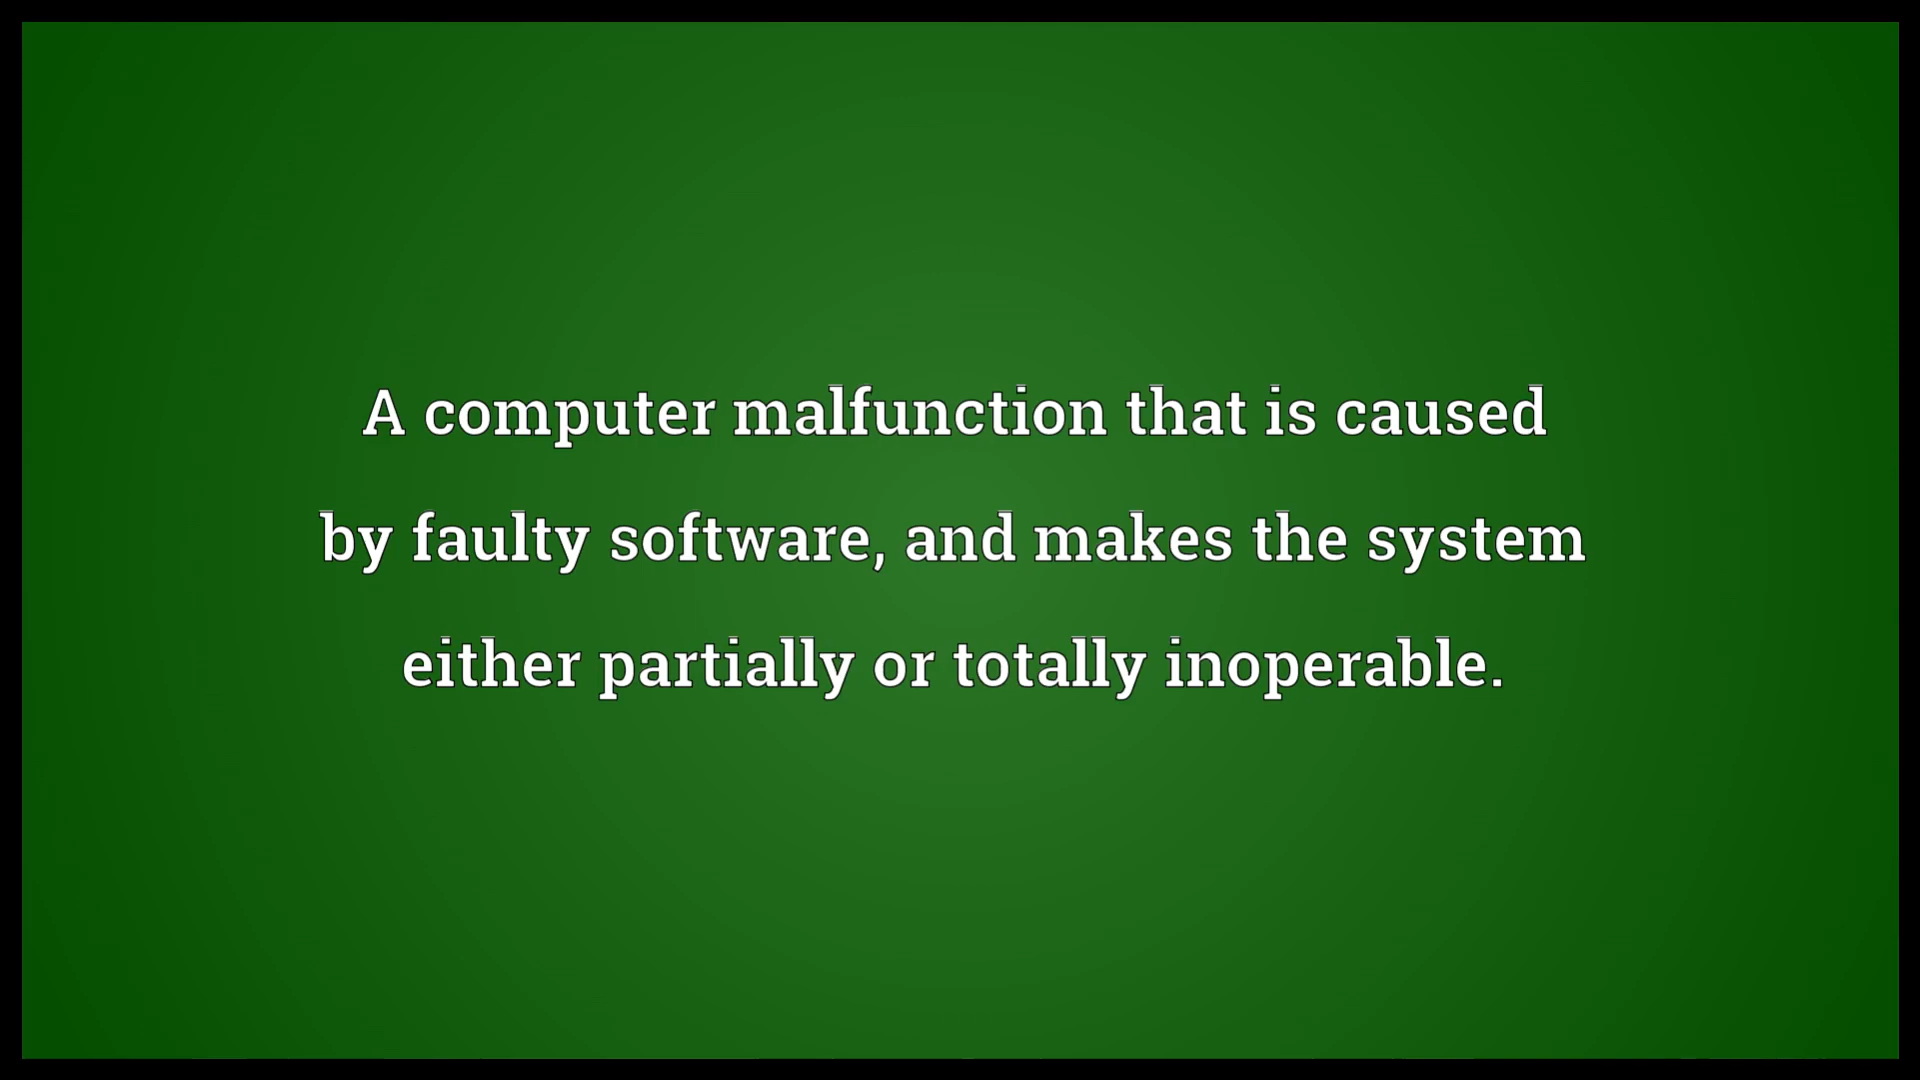 A computer malfunction that is caused
by faulty software, and makes the system
either partially or totally inoperable.